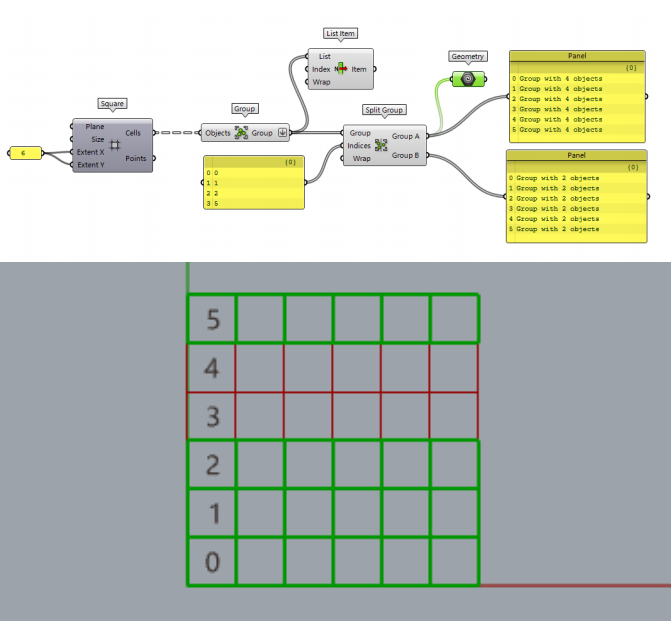 List Item
List
Index
Item
Wrap
Geometry
Panel
{0}
0 Group with 4 objects
1 Group with 4 objects
2 Group with 4 objects
3 Group with 4 objects
4 Group with 4 objects
5 Group with 4 objects
Square
Plane
Size
Extent X
Extent Y
Cells
Points
6
Group
Objects
Group
Split Group
Group
Indices
Wrap
Group A
Group B
{0}
0 0
1 1
2 2
3 5
Panel
{0}
0 Group with 2 objects
1 Group with 2 objects
2 Group with 2 objects
3 Group with 2 objects
4 Group with 2 objects
5 Group with 2 objects
5
4
3
2
1
0